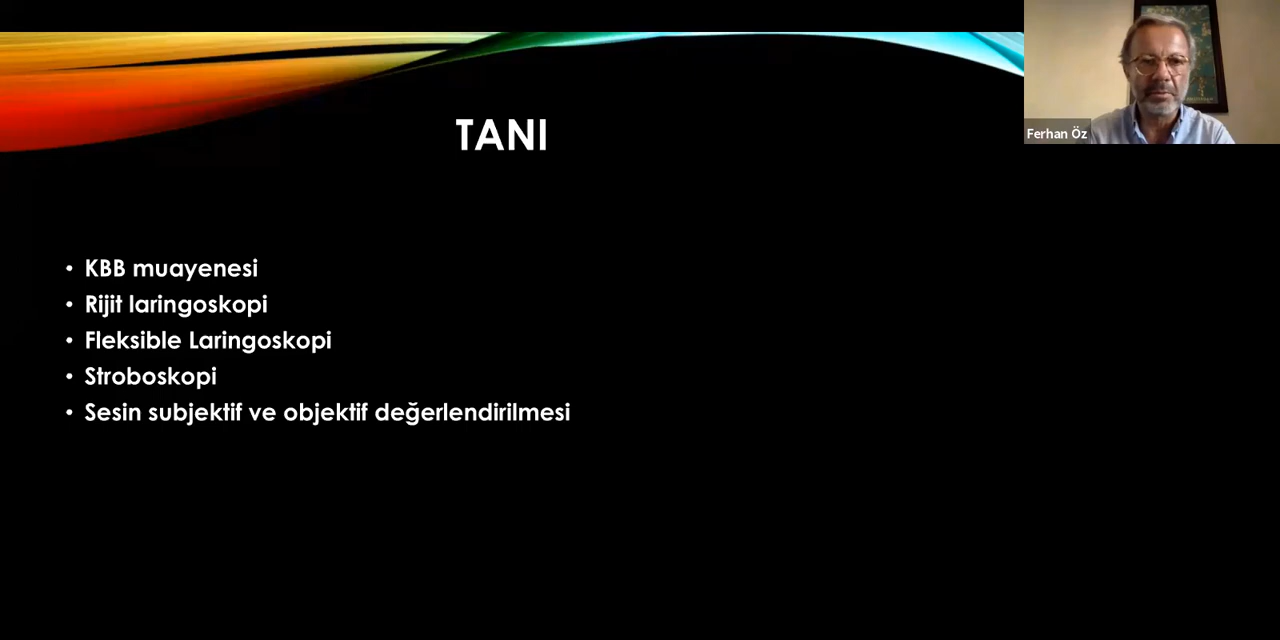 TANI
Ferhan Öz
• KBB muayenesi
• Rijit laringoskopi
• Fleksible Laringoskopi
• Stroboskopi
• Sesin subjektif ve objektif değerlendirilmesi